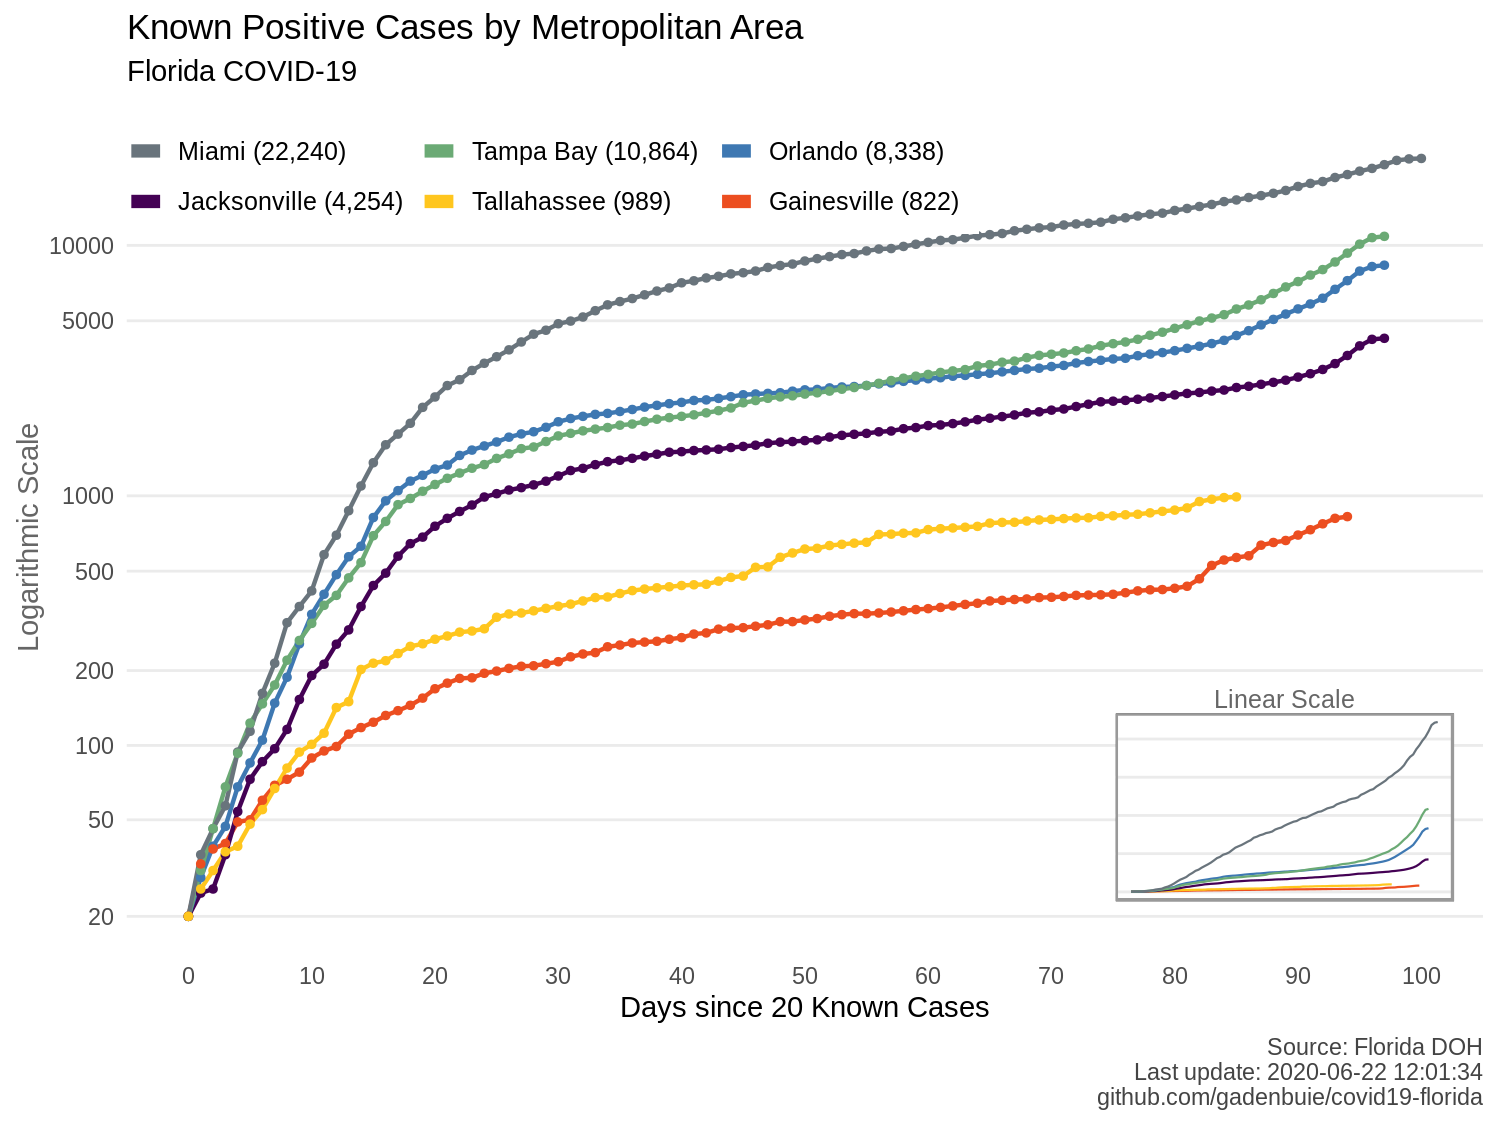 Known Positive Cases by Metropolitan Area
Florida COVID-19
Miami (22,240) Tampa Bay (10,864) Orlando (8,338)
Jacksonville (4,254) Tallahassee (989) Gainesville (822)
Logarithmic Scale
10000
5000
1000
500
200
100
50
20
Linear Scale
0 10 20 30 40 50 60 70 80 90 100
Days since 20 Known Cases
Source: Florida DOH
Last update: 2020-06-22 12:01:34
github.com/gadenbuie/covid19-florida